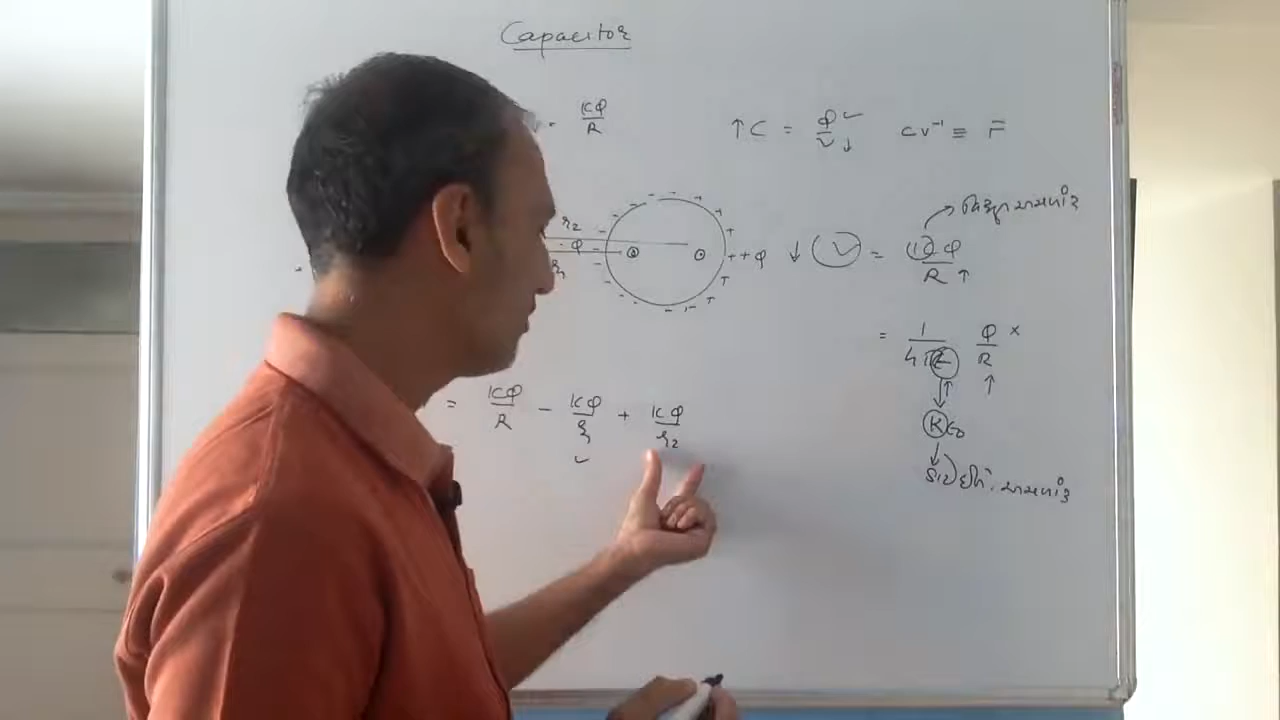 Capacitor
V = KQ/R
↑C = Q/V ↓ CV⁻¹ ≡ F
r₂
Q
r₁
- - - - - - + + + + + + Q
↓ V = KQ/R ↑
= 1/4πε Q/R ×
↑ ↑
= KQ/R - KQ/r₁ + KQ/r₂
Kε₀